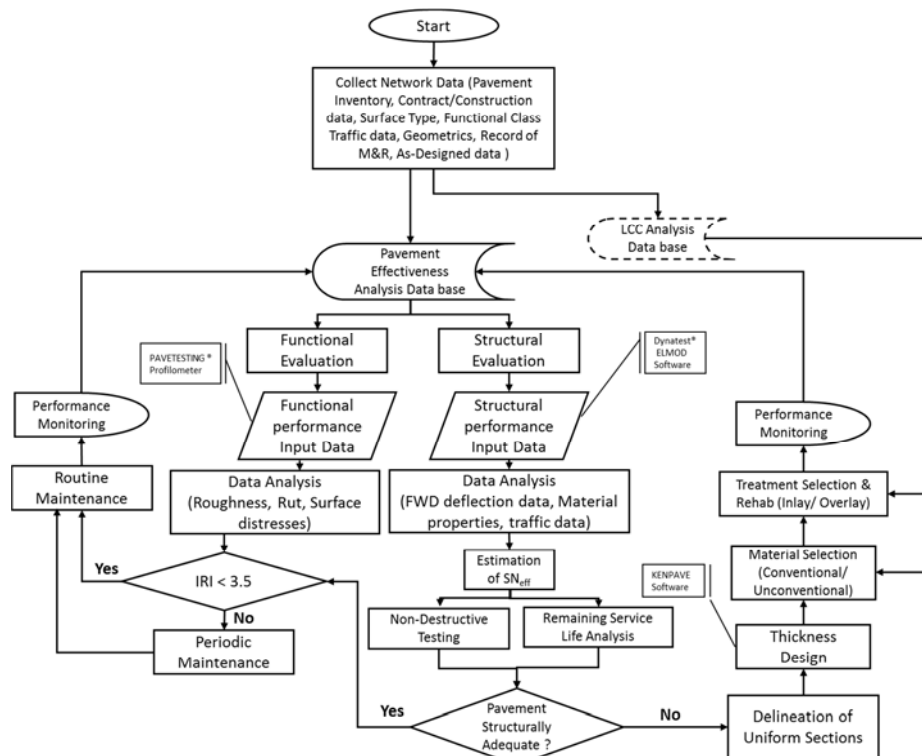 Start
Collect Network Data (Pavement
Inventory, Contract/Construction
data, Surface Type, Functional Class
Traffic data, Geometrics, Record of
M&R, As-Designed data )
LCC Analysis
Data base
Pavement
Effectiveness
Analysis Data base
Functional
Evaluation
Structural
Evaluation
PAVETESTING ®
Profilometer
Dynatest®
ELMOD
Software
Functional
performance
Input Data
Structural
performance
Input Data
Performance
Monitoring
Performance
Monitoring
Routine
Maintenance
Data Analysis
(Roughness, Rut, Surface
distresses)
Data Analysis
(FWD deflection data, Material
properties, traffic data)
Treatment Selection &
Rehab (Inlay/ Overlay)
Estimation
of SNeff
Material Selection
(Conventional/
Unconventional)
Yes
IRI < 3.5
No
KENPAVE
Software
Non-Destructive
Testing
Remaining Service
Life Analysis
Periodic
Maintenance
Thickness
Design
Yes
Pavement
Structurally
Adequate ?
No
Delineation of
Uniform Sections